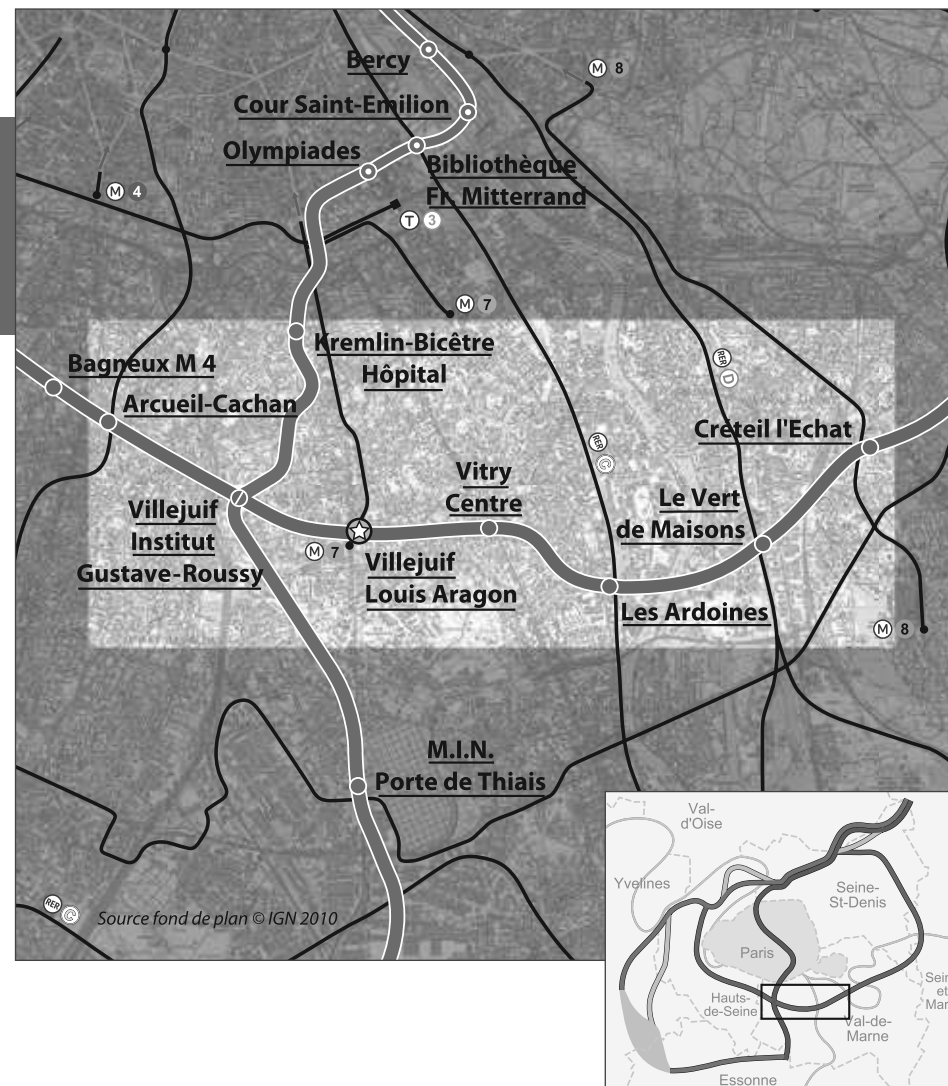 Bercy
M 8
Cour Saint-Emilion
Olympiades
Bibliothèque
Fr. Mitterrand
M 4
T 3
M 7
Kremlin-Bicêtre
Hôpital
Bagneux M 4
Arcueil-Cachan
RER D
Créteil l'Echat
RER C
Vitry
Centre
Le Vert
de Maisons
Villejuif
Institut
Gustave-Roussy
M 7
Villejuif
Louis Aragon
Les Ardoines
M 8
M.I.N.
Porte de Thiais
RER C
Source fond de plan © IGN 2010
Val-
d'Oise
Yvelines
Seine-
St-Denis
Paris
Hauts-
de-Seine
Sein
et
Mar
Val-de-
Marne
Essonne